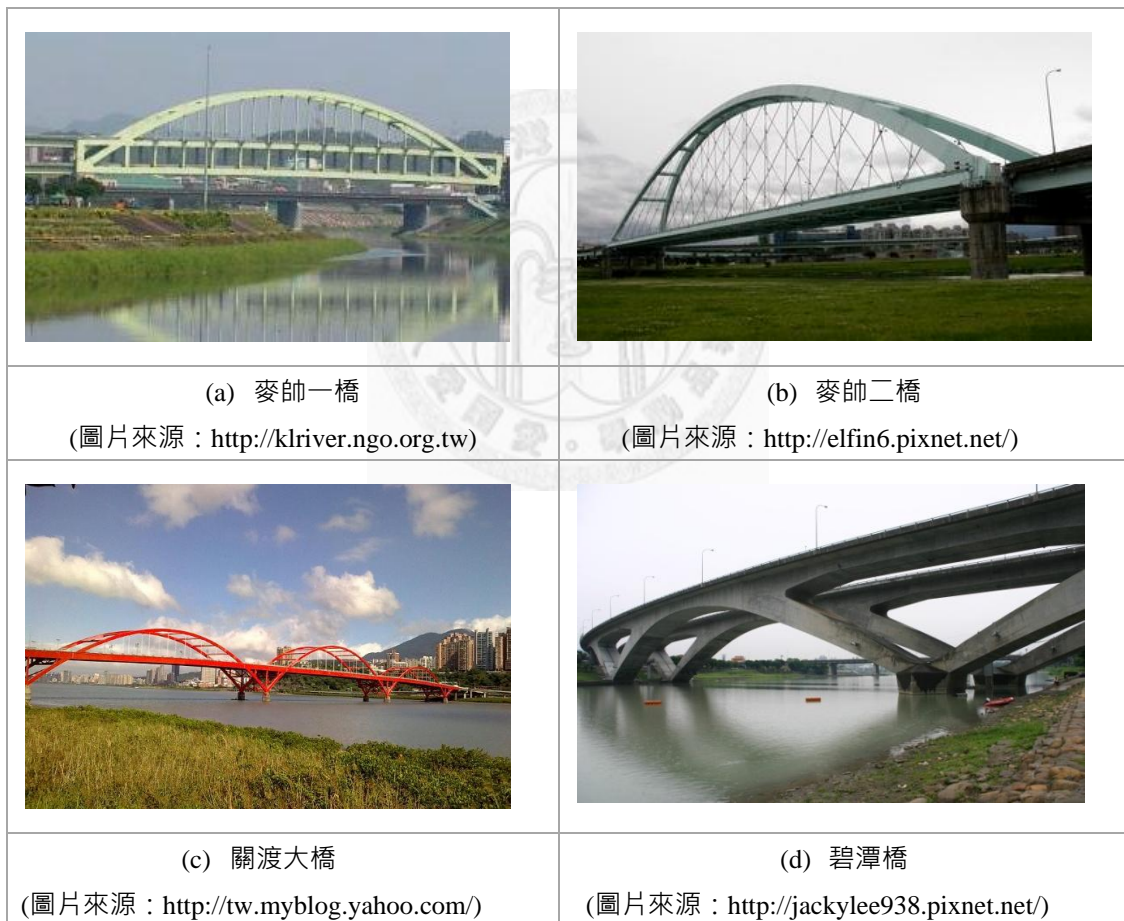 (a) 麥帥一橋
(圖片來源：http://klriver.ngo.org.tw)
(b) 麥帥二橋
(圖片來源：http://elfin6.pixnet.net/)
(c) 關渡大橋
(圖片來源：http://tw.myblog.yahoo.com/)
(d) 碧潭橋
(圖片來源：http://jackylee938.pixnet.net/)